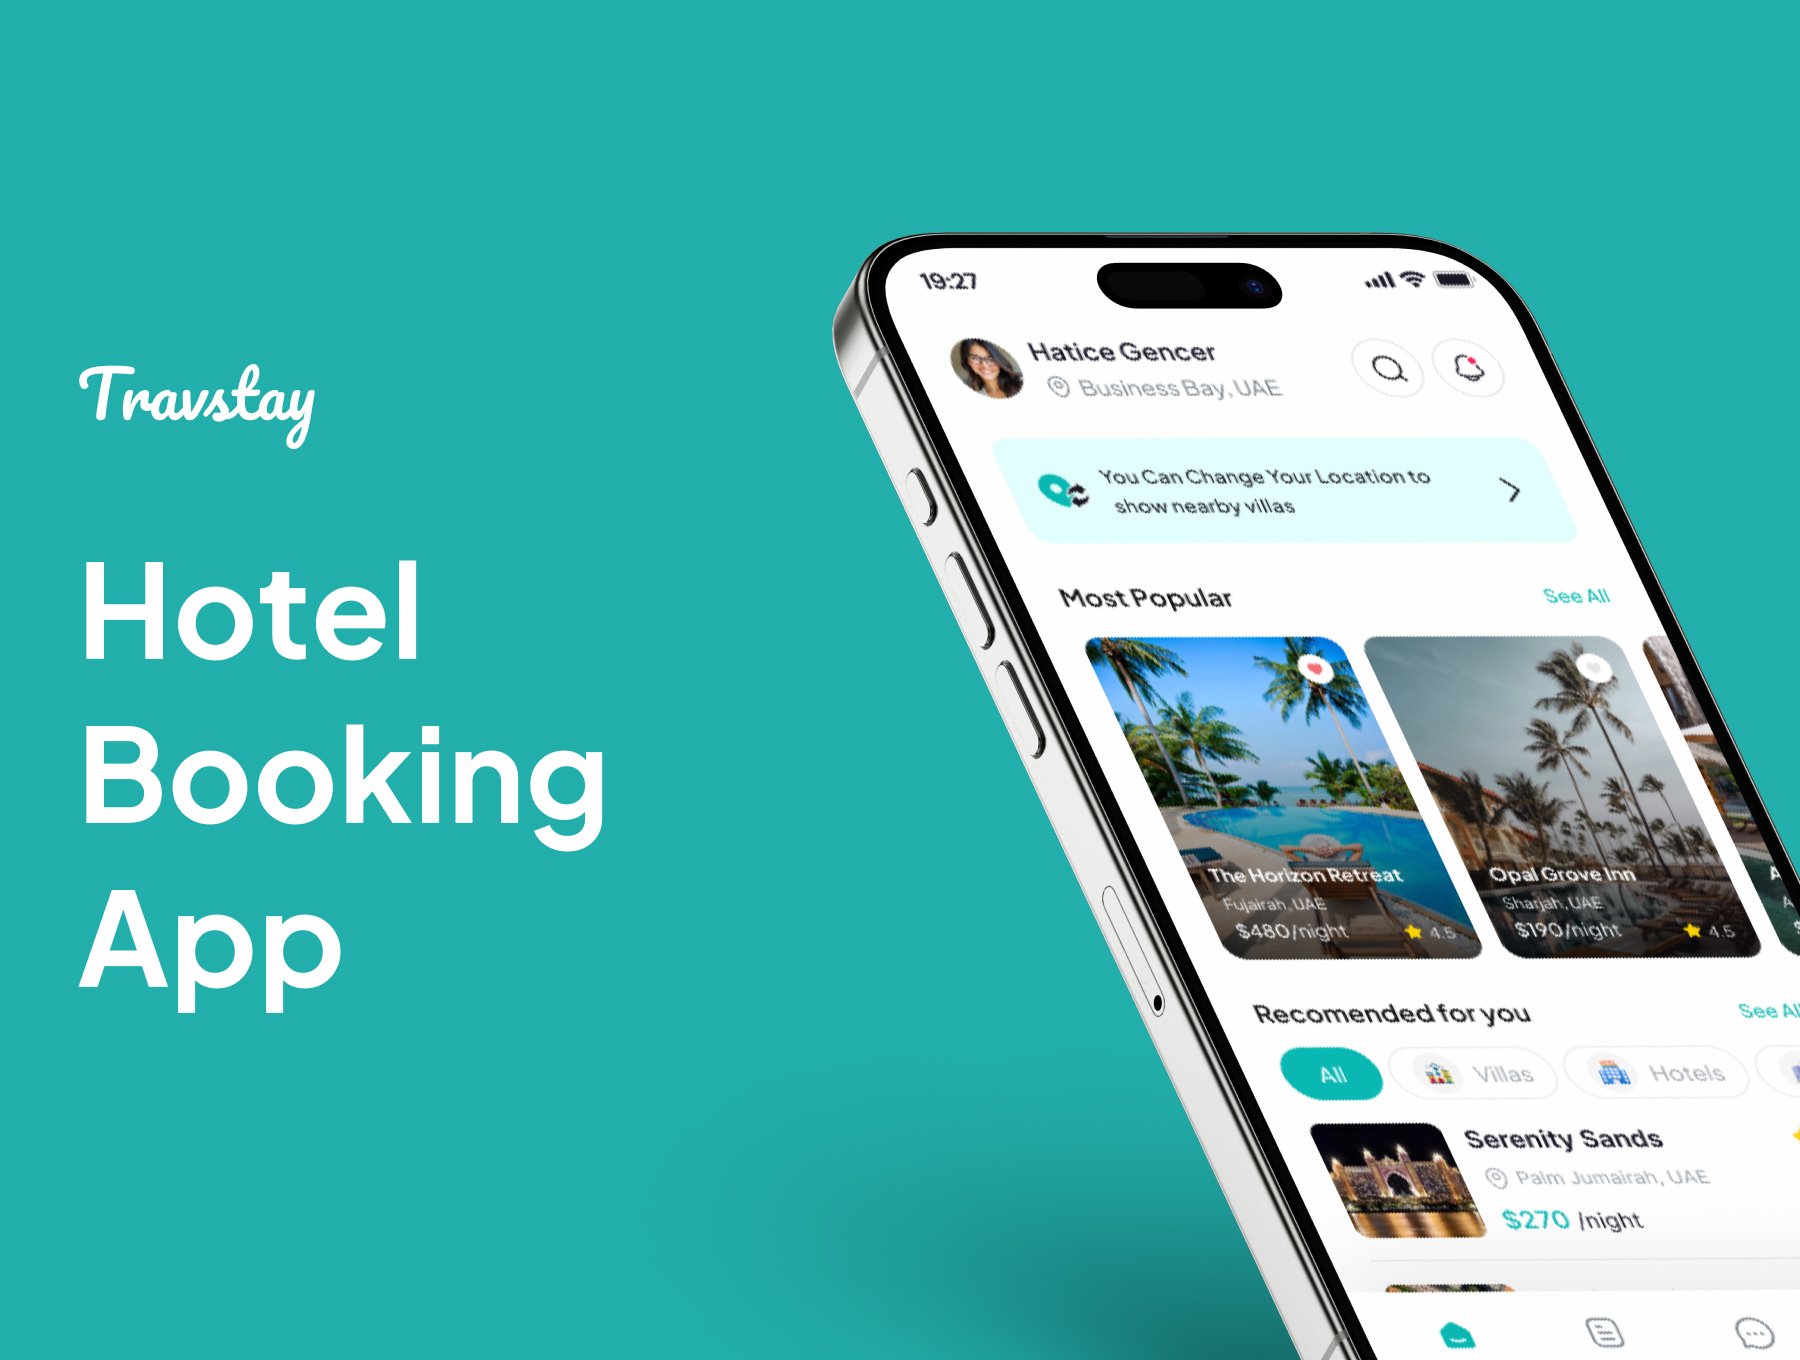 Travstay
Hotel
Booking
App
19:27
Hatice Gencer
Business Bay, UAE
You Can Change Your Location to
show nearby villas
Most Popular
See All
The Horizon Retreat
Fujairah, UAE
$480/night
4.5
Opal Grove Inn
Sharjah, UAE
$190/night
4.5
Recomended for you
See All
All
Villas
Hotels
Serenity Sands
Palm Jumairah, UAE
$270 /night